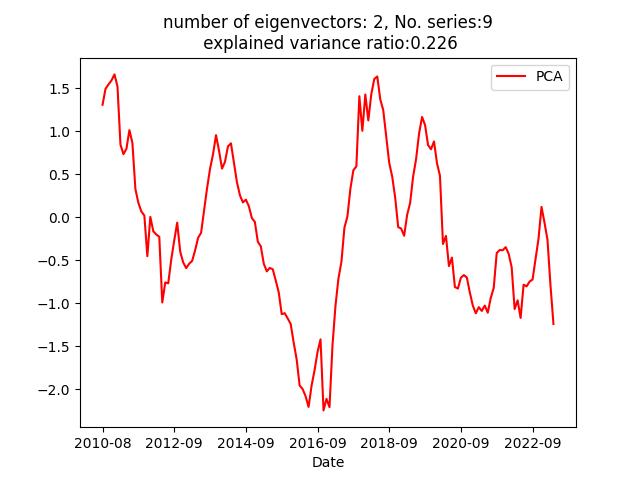 number of eigenvectors: 2, No. series:9
explained variance ratio:0.226
PCA
1.5
1.0
0.5
0.0
−0.5
−1.0
−1.5
−2.0
2010-08 2012-09 2014-09 2016-09 2018-09 2020-09 2022-09
Date